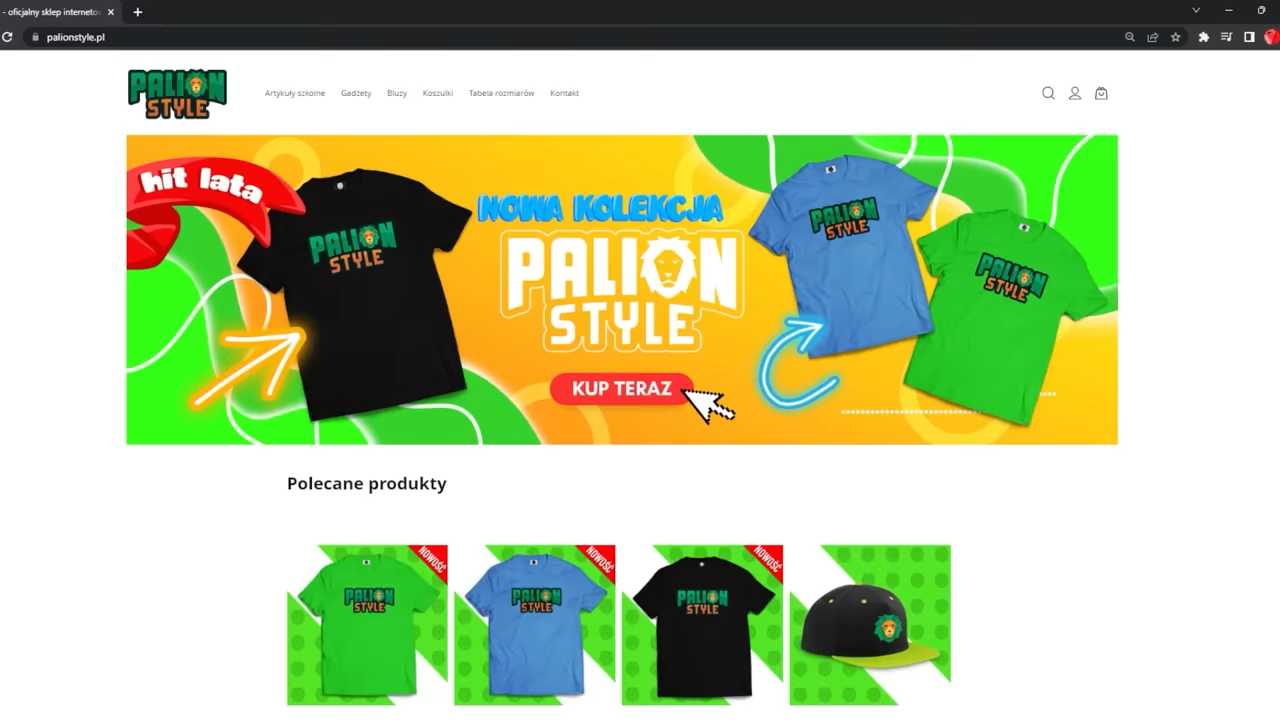 - oficjalny sklep interneto
palionstyle.pl
PALION
STYLE
Artykuły szkolne Gadżety Bluzy Koszulki Tabela rozmiarów Kontakt
hit lata
PALION
STYLE
NOWA KOLEKCJA
PALION
STYLE
KUP TERAZ
PALION
STYLE
PALION
STYLE
Polecane produkty
NOWOŚĆ
PALION
STYLE
NOWOŚĆ
PALION
STYLE
NOWOŚĆ
PALION
STYLE